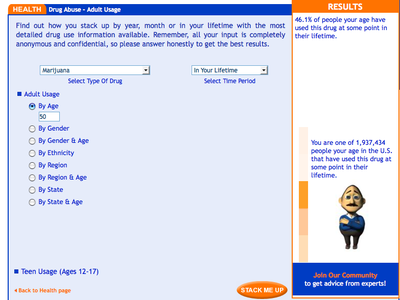 HEALTH Drug Abuse - Adult Usage
Find out how you stack up by year, month or in your lifetime with the most
detailed drug use information available. Remember, all your input is completely
anonymous and confidential, so please answer honestly to get the best results.
Marijuana
In Your Lifetime
Select Type Of Drug
Select Time Period
Adult Usage
By Age
50
By Gender
By Gender & Age
By Ethnicity
By Region
By Region & Age
By State
By State & Age
Teen Usage (Ages 12-17)
Back to Health page
STACK ME UP
RESULTS
46.1% of people your age have
used this drug at some point in
their lifetime.
You are one of 1,937,434
people your age in the U.S.
that have used this drug at
some point in their
lifetime.
Join Our Community
to get advice from experts!